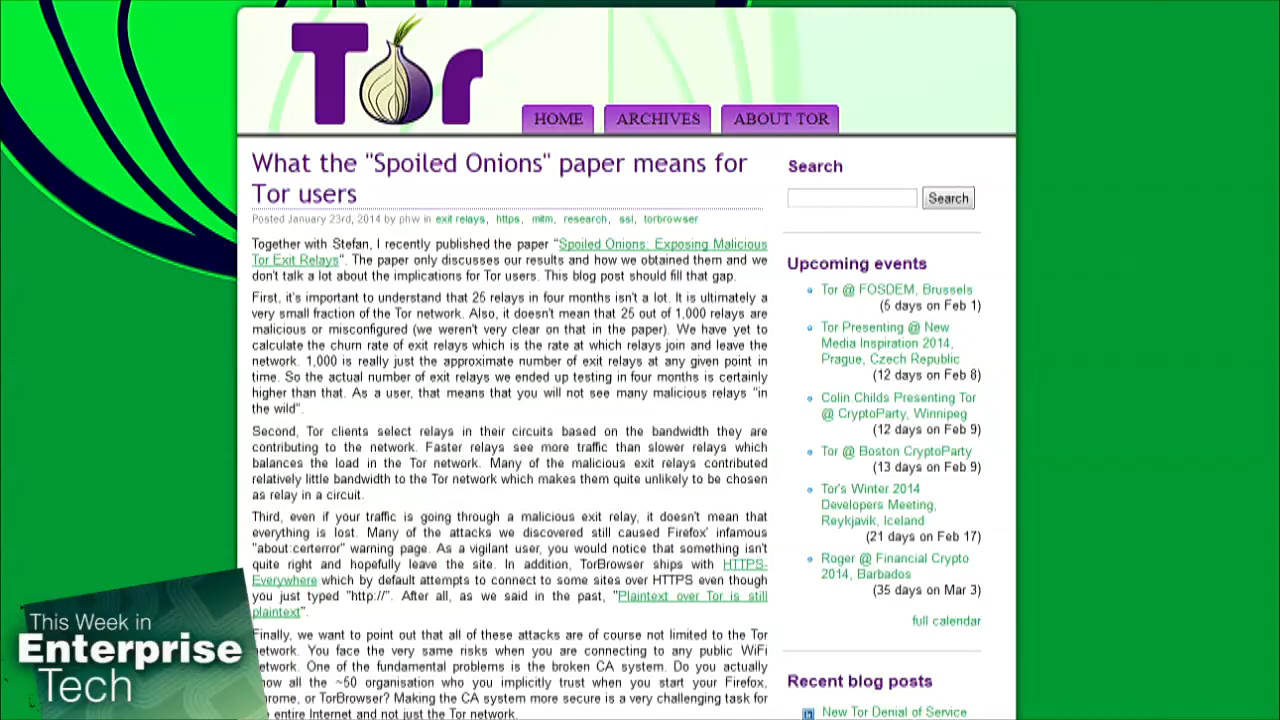 Tor
HOME
ARCHIVES
ABOUT TOR
What the "Spoiled Onions" paper means for
Tor users
Posted January 23rd, 2014 by phw in exit relays, https, mitm, research, ssl, torbrowser
Together with Stefan, I recently published the paper "Spoiled Onions: Exposing Malicious
Tor Exit Relays". The paper only discusses our results and how we obtained them and we
don't talk a lot about the implications for Tor users. This blog post should fill that gap.
First, it's important to understand that 25 relays in four months isn't a lot. It is ultimately a
very small fraction of the Tor network. Also, it doesn't mean that 25 out of 1,000 relays are
malicious or misconfigured (we weren't very clear on that in the paper). We have yet to
calculate the churn rate of exit relays which is the rate at which relays join and leave the
network. 1,000 is really just the approximate number of exit relays at any given point in
time. So the actual number of exit relays we ended up testing in four months is certainly
higher than that. As a user, that means that you will not see many malicious relays "in
the wild".
Second, Tor clients select relays in their circuits based on the bandwidth they are
contributing to the network. Faster relays see more traffic than slower relays which
balances the load in the Tor network. Many of the malicious exit relays contributed
relatively little bandwidth to the Tor network which makes them quite unlikely to be chosen
as relay in a circuit.
Third, even if your traffic is going through a malicious exit relay, it doesn't mean that
everything is lost. Many of the attacks we discovered still caused Firefox' infamous
"about:certerror" warning page. As a vigilant user, you would notice that something isn't
quite right and hopefully leave the site. In addition, TorBrowser ships with HTTPS-
Everywhere which by default attempts to connect to some sites over HTTPS even though
you just typed "http://". After all, as we said in the past, "Plaintext over Tor is still
plaintext".
Finally, we want to point out that all of these attacks are of course not limited to the Tor
network. You face the very same risks when you are connecting to any public WiFi
network. One of the fundamental problems is the broken CA system. Do you actually
know all the ~50 organisation who you implicitly trust when you start your Firefox,
Chrome, or TorBrowser? Making the CA system more secure is a very challenging task for
entire Internet and not just the Tor network.
Search
Search
Upcoming events
Tor @ FOSDEM, Brussels
(5 days on Feb 1)
Tor Presenting @ New
Media Inspiration 2014,
Prague, Czech Republic
(12 days on Feb 8)
Colin Childs Presenting Tor
@ CryptoParty, Winnipeg
(12 days on Feb 9)
Tor @ Boston CryptoParty
(13 days on Feb 9)
Tor's Winter 2014
Developers Meeting,
Reykjavik, Iceland
(21 days on Feb 17)
Roger @ Financial Crypto
2014, Barbados
(35 days on Mar 3)
full calendar
Recent blog posts
New Tor Denial of Service
This Week in
Enterprise
Tech